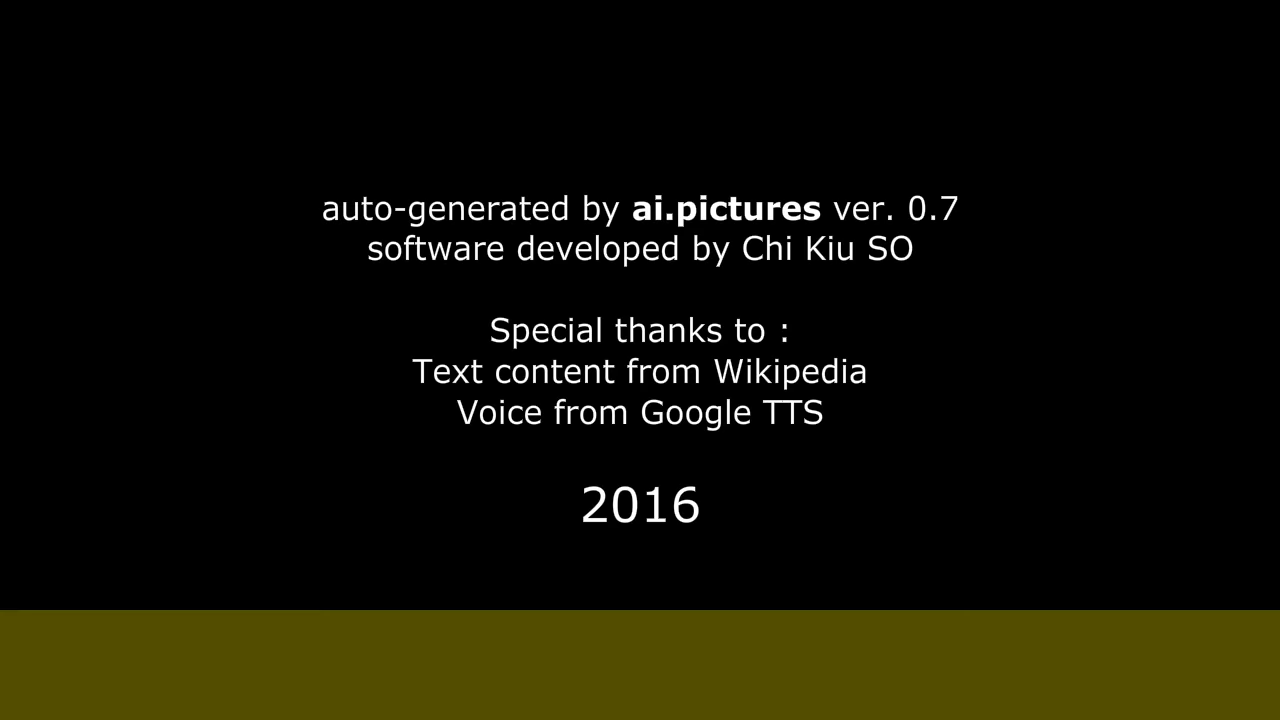 auto-generated by ai.pictures ver. 0.7
software developed by Chi Kiu SO
Special thanks to :
Text content from Wikipedia
Voice from Google TTS
2016